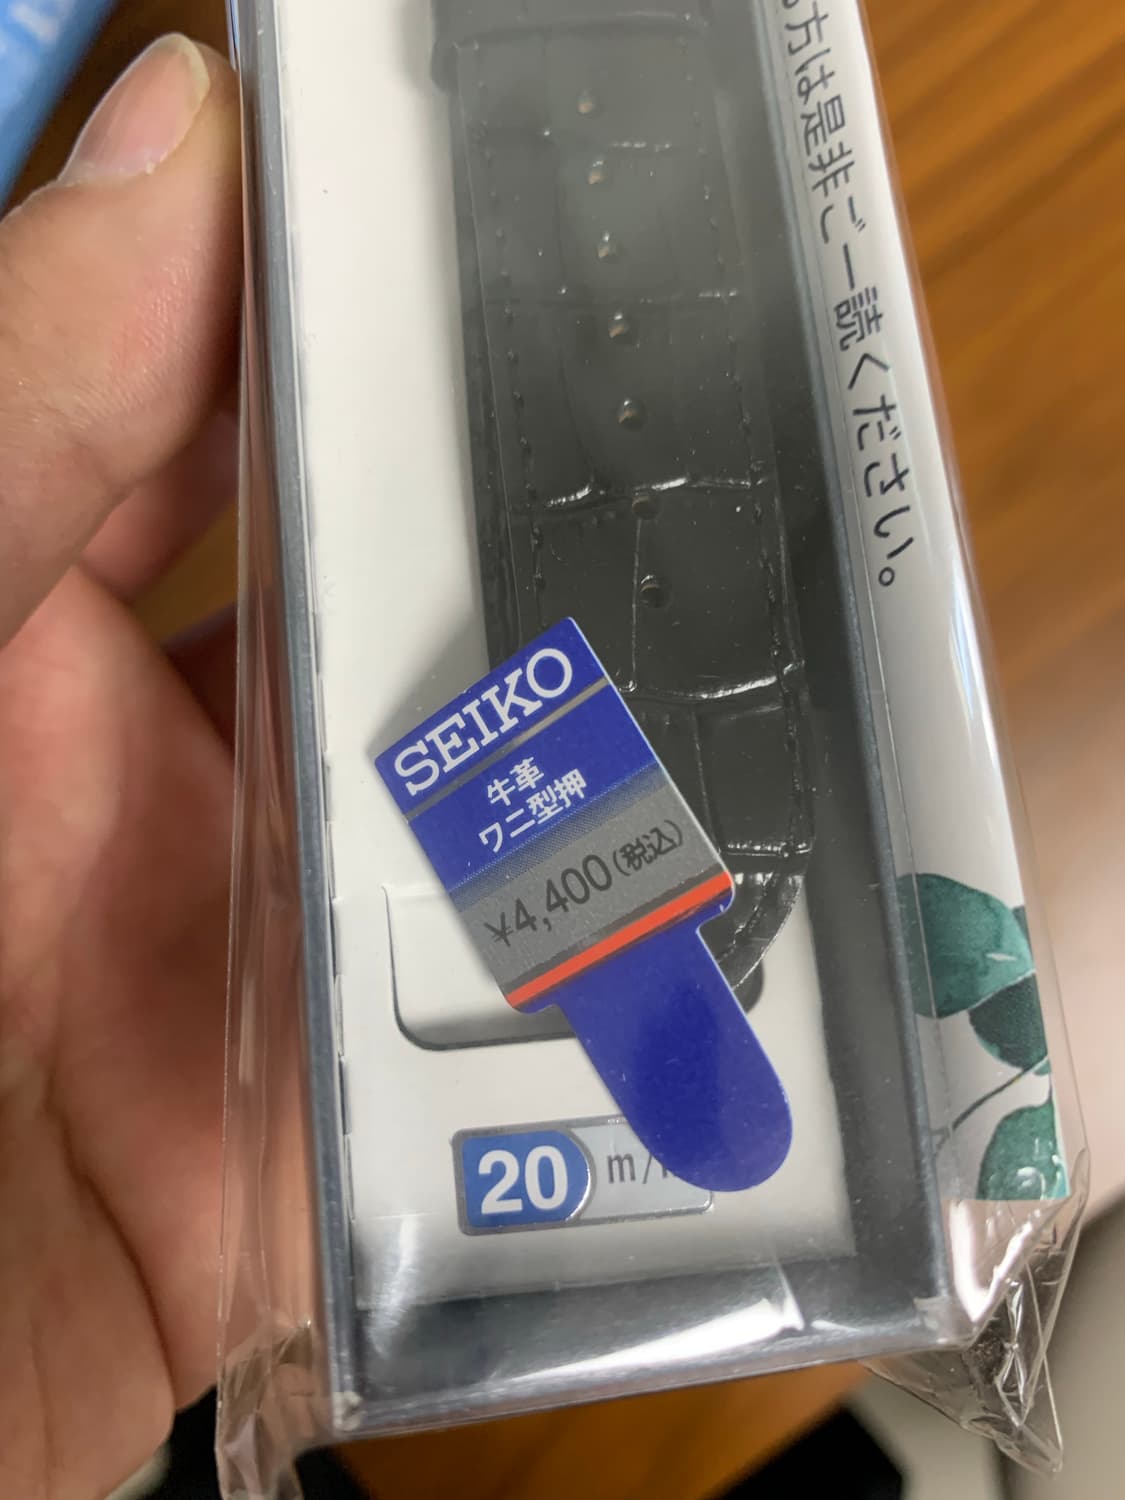 方は是非ご一読ください。
SEIKO
牛革
ワニ型押
¥4,400(税込)
20 m/